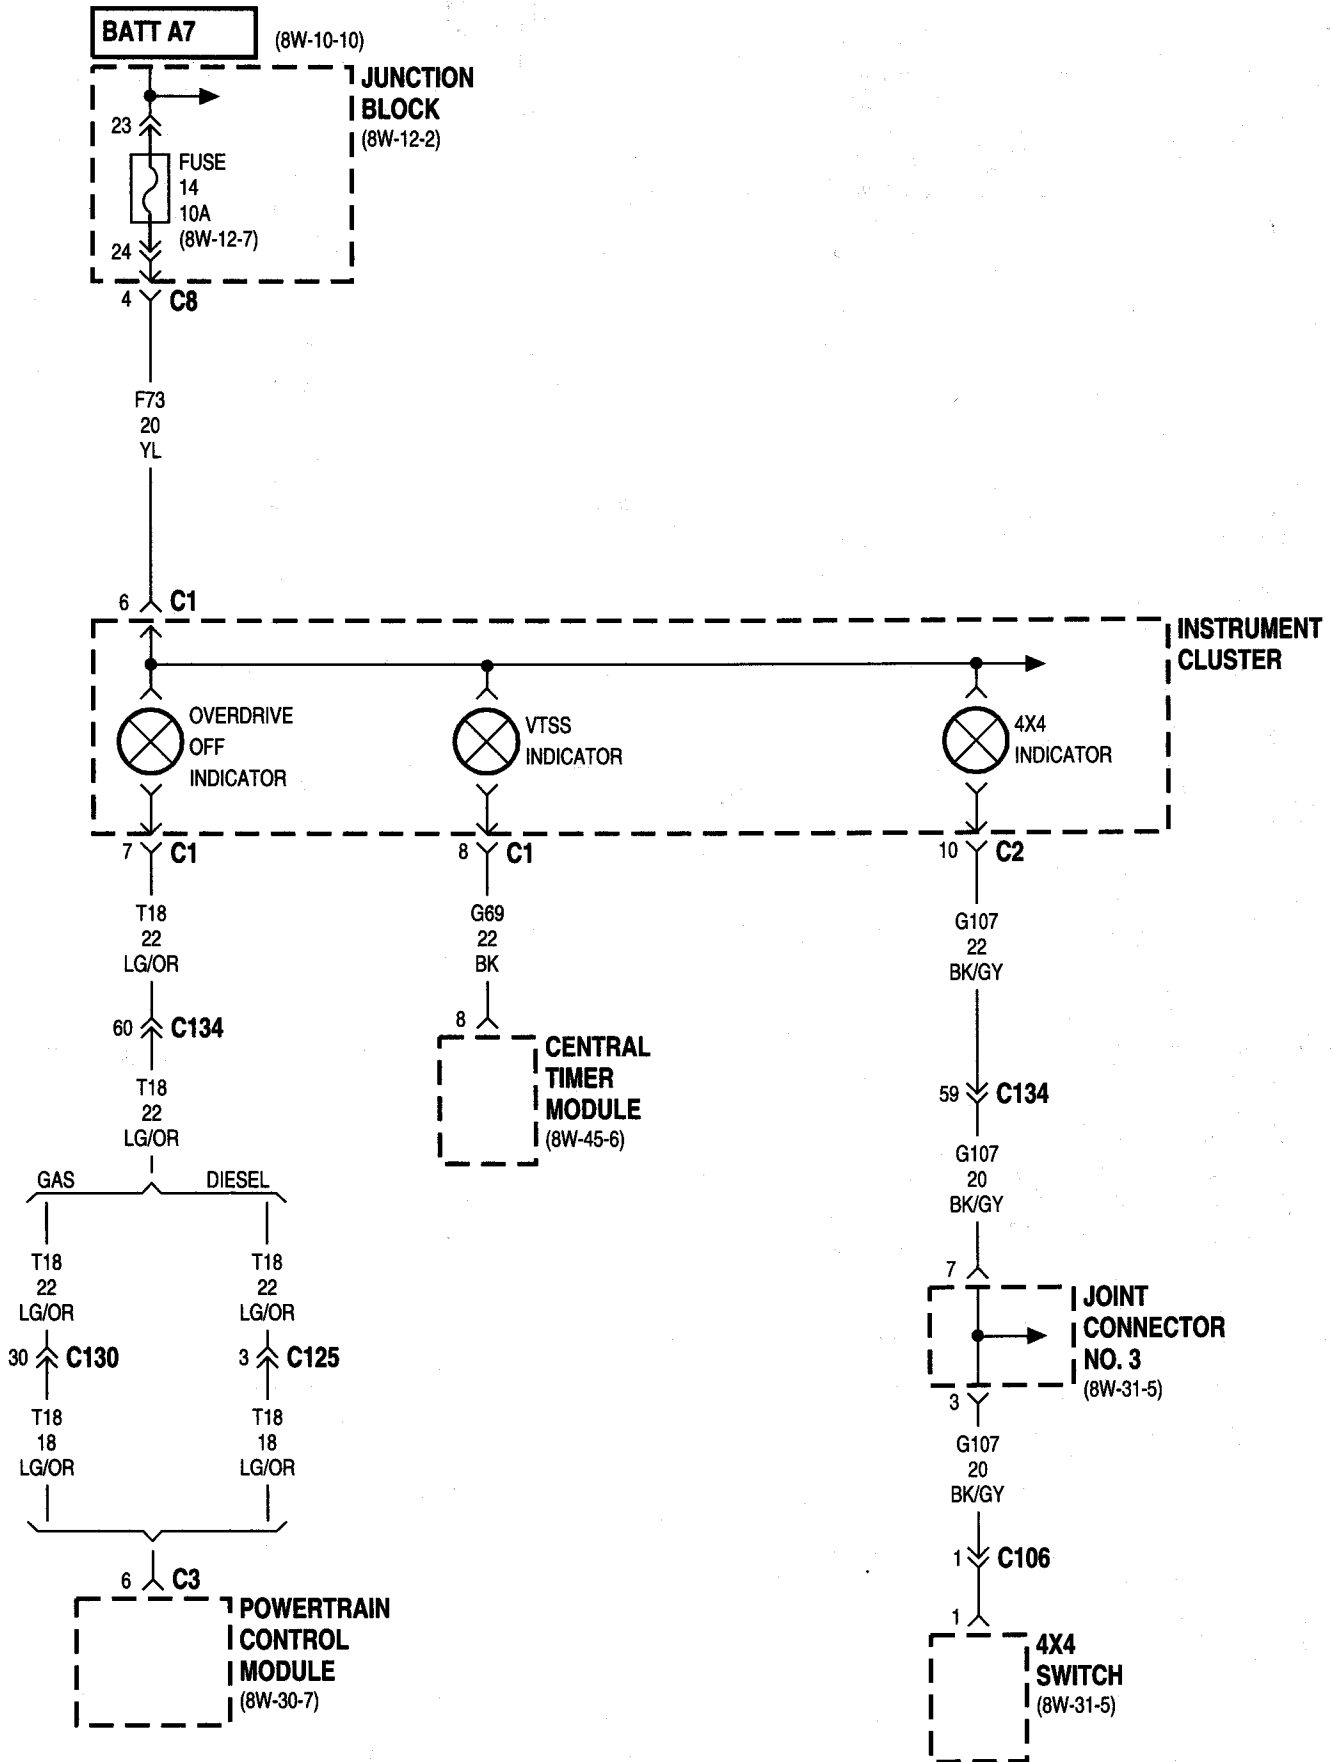 BATT A7
(8W-10-10)
JUNCTION
BLOCK
(8W-12-2)
23
FUSE
14
10A
(8W-12-7)
24
4
C8
F73
20
YL
6
C1
INSTRUMENT
CLUSTER
OVERDRIVE
OFF
INDICATOR
VTSS
INDICATOR
4X4
INDICATOR
7
C1
8
C1
10
C2
T18
22
LG/OR
G69
22
BK
G107
22
BK/GY
60
C134
8
CENTRAL
TIMER
MODULE
(8W-45-6)
59
C134
T18
22
LG/OR
G107
20
BK/GY
GAS
DIESEL
T18
22
LG/OR
T18
22
LG/OR
7
JOINT
CONNECTOR
NO. 3
(8W-31-5)
3
30
C130
3
C125
T18
18
LG/OR
T18
18
LG/OR
G107
20
BK/GY
1
C106
6
C3
POWERTRAIN
CONTROL
MODULE
(8W-30-7)
1
4X4
SWITCH
(8W-31-5)